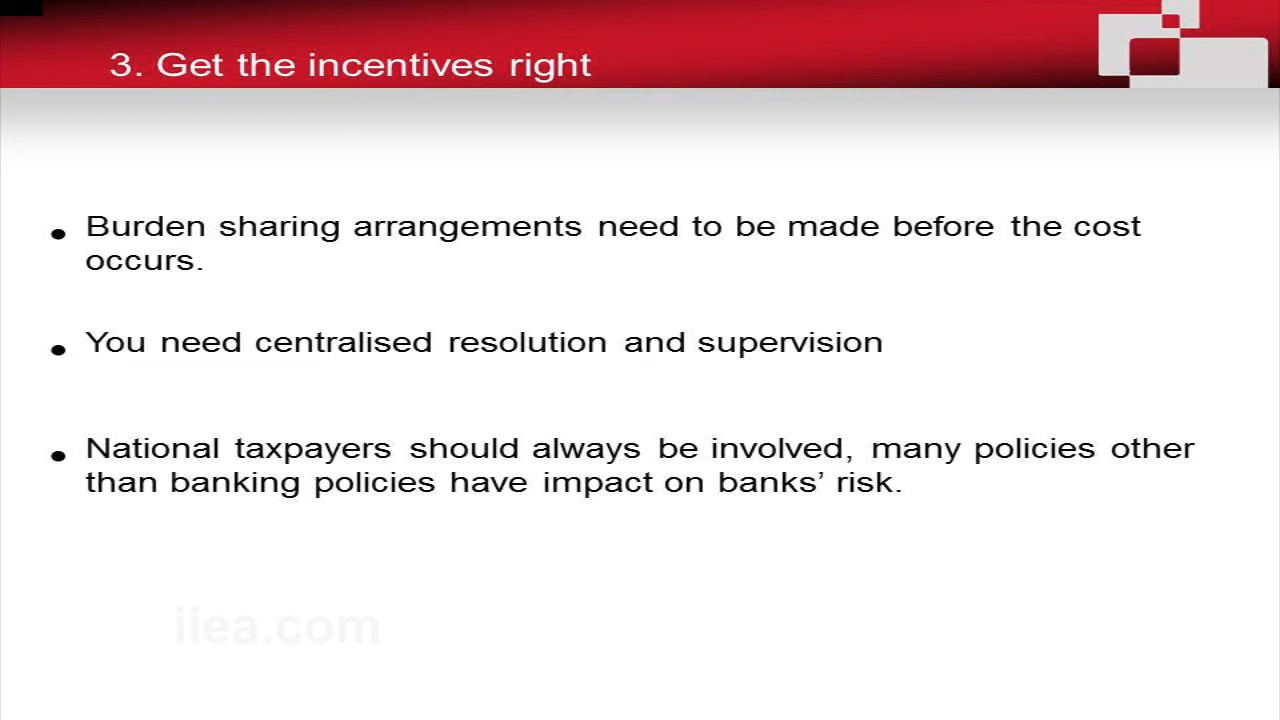 3. Get the incentives right
• Burden sharing arrangements need to be made before the cost
occurs.
• You need centralised resolution and supervision
• National taxpayers should always be involved, many policies other
than banking policies have impact on banks’ risk.
iiea.com